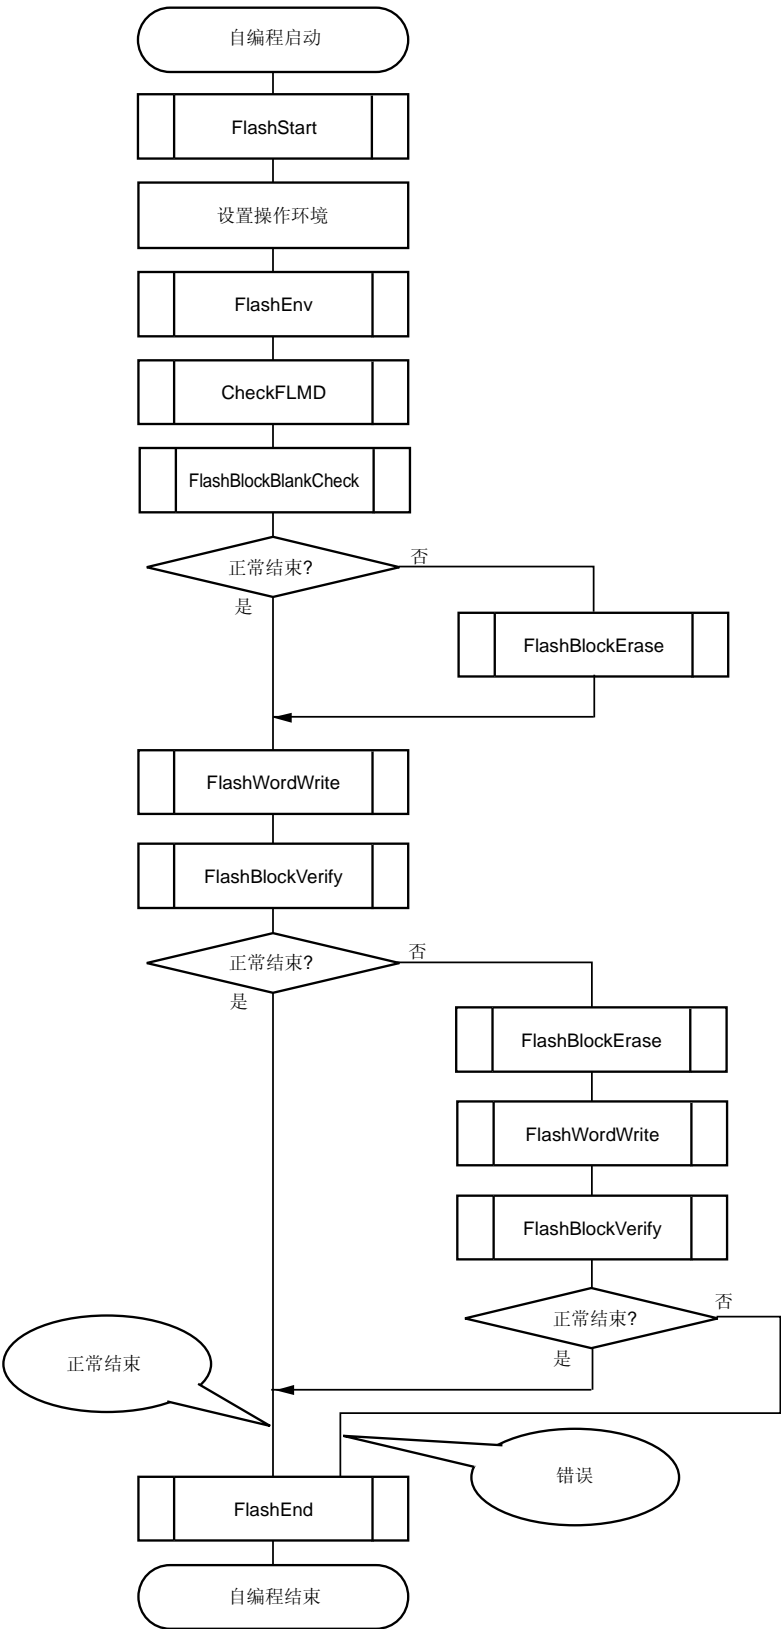 自编程启动
FlashStart
设置操作环境
FlashEnv
CheckFLMD
FlashBlockBlankCheck
正常结束?
否
是
FlashBlockErase
FlashWordWrite
FlashBlockVerify
正常结束?
否
是
FlashBlockErase
FlashWordWrite
FlashBlockVerify
正常结束?
否
是
正常结束
错误
FlashEnd
自编程结束